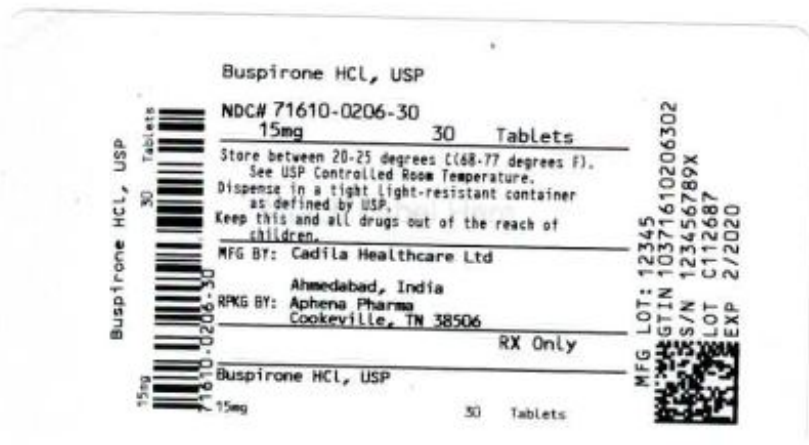 Buspirone HCl, USP
NDC# 71610-0206-30
15mg 30 Tablets
Store between 20-25 degrees C(68-77 degrees F).
See USP Controlled Room Temperature.
Dispense in a tight light-resistant container
as defined by USP.
Keep this and all drugs out of the reach of
children.
MFG BY: Cadila Healthcare Ltd
Ahmedabad, India
RPKG BY: Aphena Pharma
Cookeville, TN 38506
RX Only
Buspirone HCl, USP
15mg 30 Tablets
Buspirone HCl, USP
15mg 30 Tablets
71610-0206-30
MFG LOT: 12345
GTIN 10371610206302
S/N 123456789X
LOT C112687
EXP 2/2020